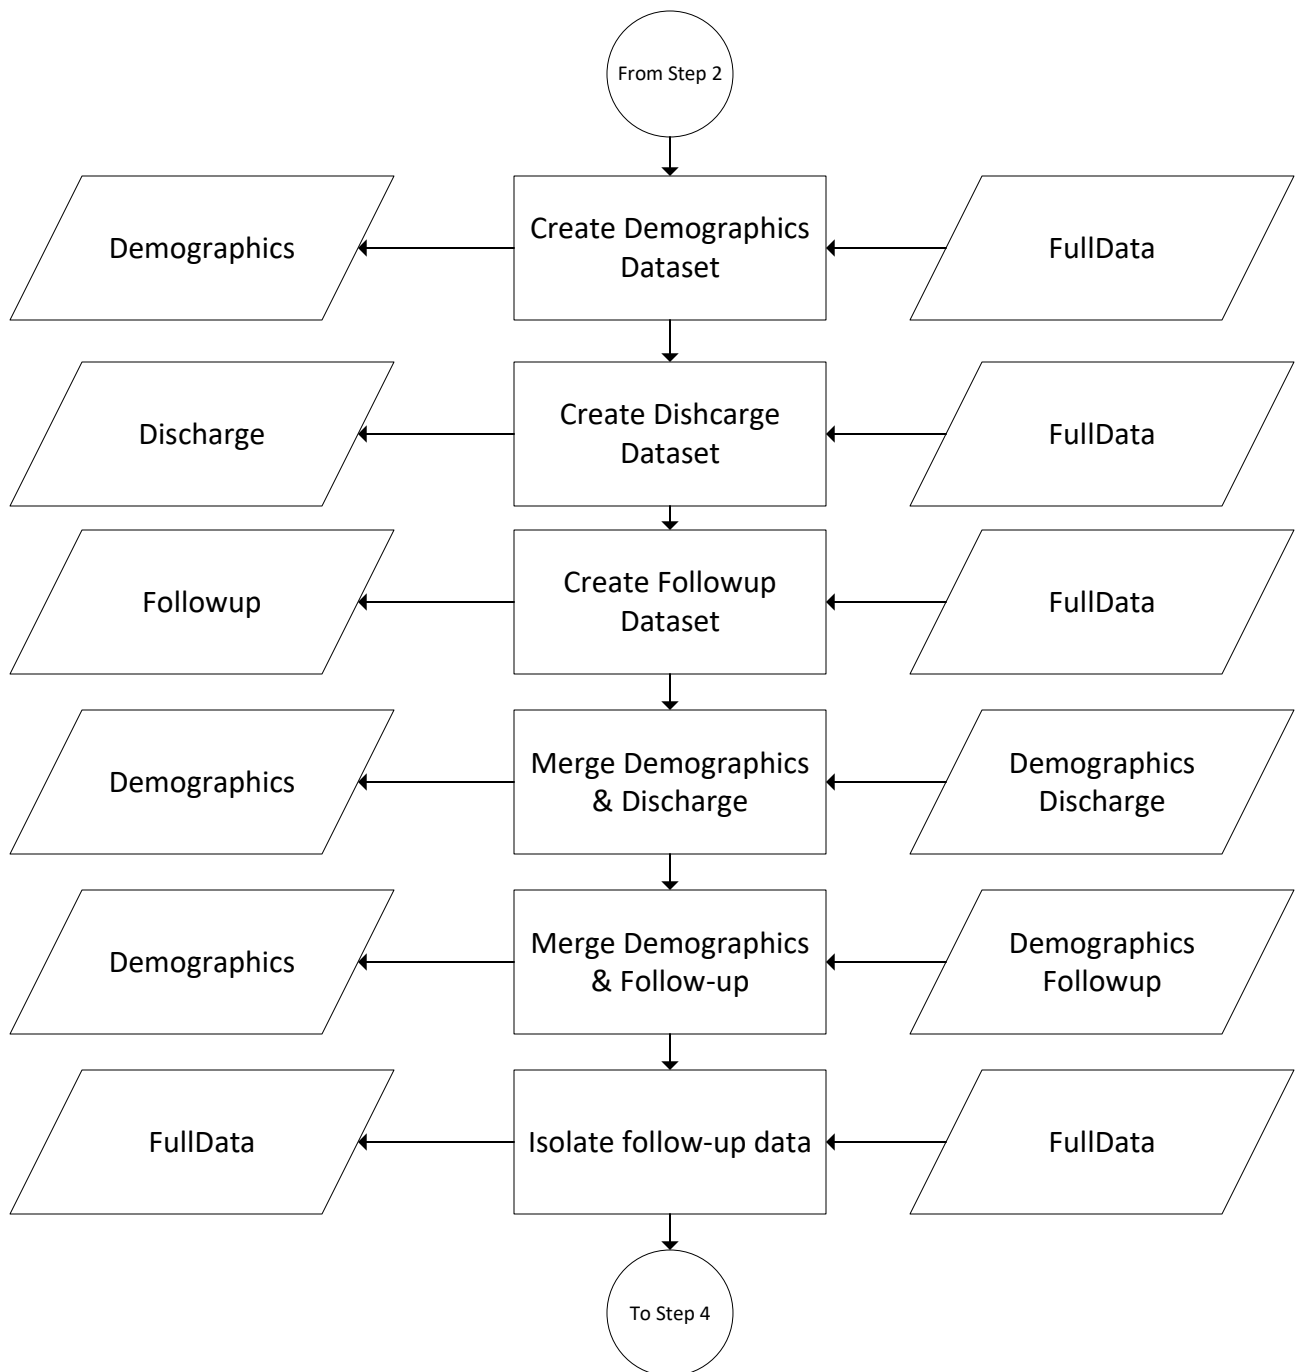 From Step 2
Demographics
Create Demographics
Dataset
FullData
Discharge
Create Dishcarge
Dataset
FullData
Followup
Create Followup
Dataset
FullData
Demographics
Merge Demographics
& Discharge
Demographics
Discharge
Demographics
Merge Demographics
& Follow-up
Demographics
Followup
FullData
Isolate follow-up data
FullData
To Step 4